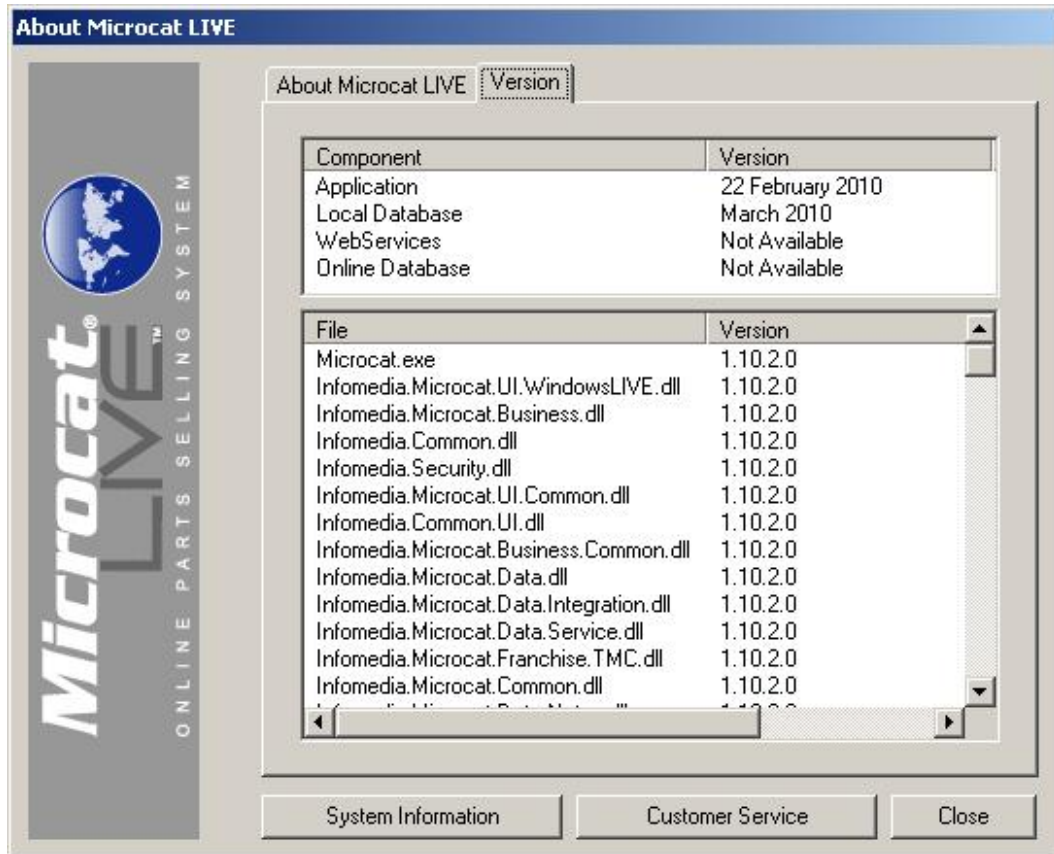 About Microcat LIVE
About Microcat LIVE Version
Component Version
Application 22 February 2010
Local Database March 2010
WebServices Not Available
Online Database Not Available
File Version
Microcat.exe 1.10.2.0
Infomedia.Microcat.UI.WindowsLIVE.dll 1.10.2.0
Infomedia.Microcat.Business.dll 1.10.2.0
Infomedia.Common.dll 1.10.2.0
Infomedia.Security.dll 1.10.2.0
Infomedia.Microcat.UI.Common.dll 1.10.2.0
Infomedia.Common.UI.dll 1.10.2.0
Infomedia.Microcat.Business.Common.dll 1.10.2.0
Infomedia.Microcat.Data.dll 1.10.2.0
Infomedia.Microcat.Data.Integration.dll 1.10.2.0
Infomedia.Microcat.Data.Service.dll 1.10.2.0
Infomedia.Microcat.Franchise.TMC.dll 1.10.2.0
Infomedia.Microcat.Common.dll 1.10.2.0
Microcat®
LIVE™
ONLINE PARTS SELLING SYSTEM
System Information Customer Service Close